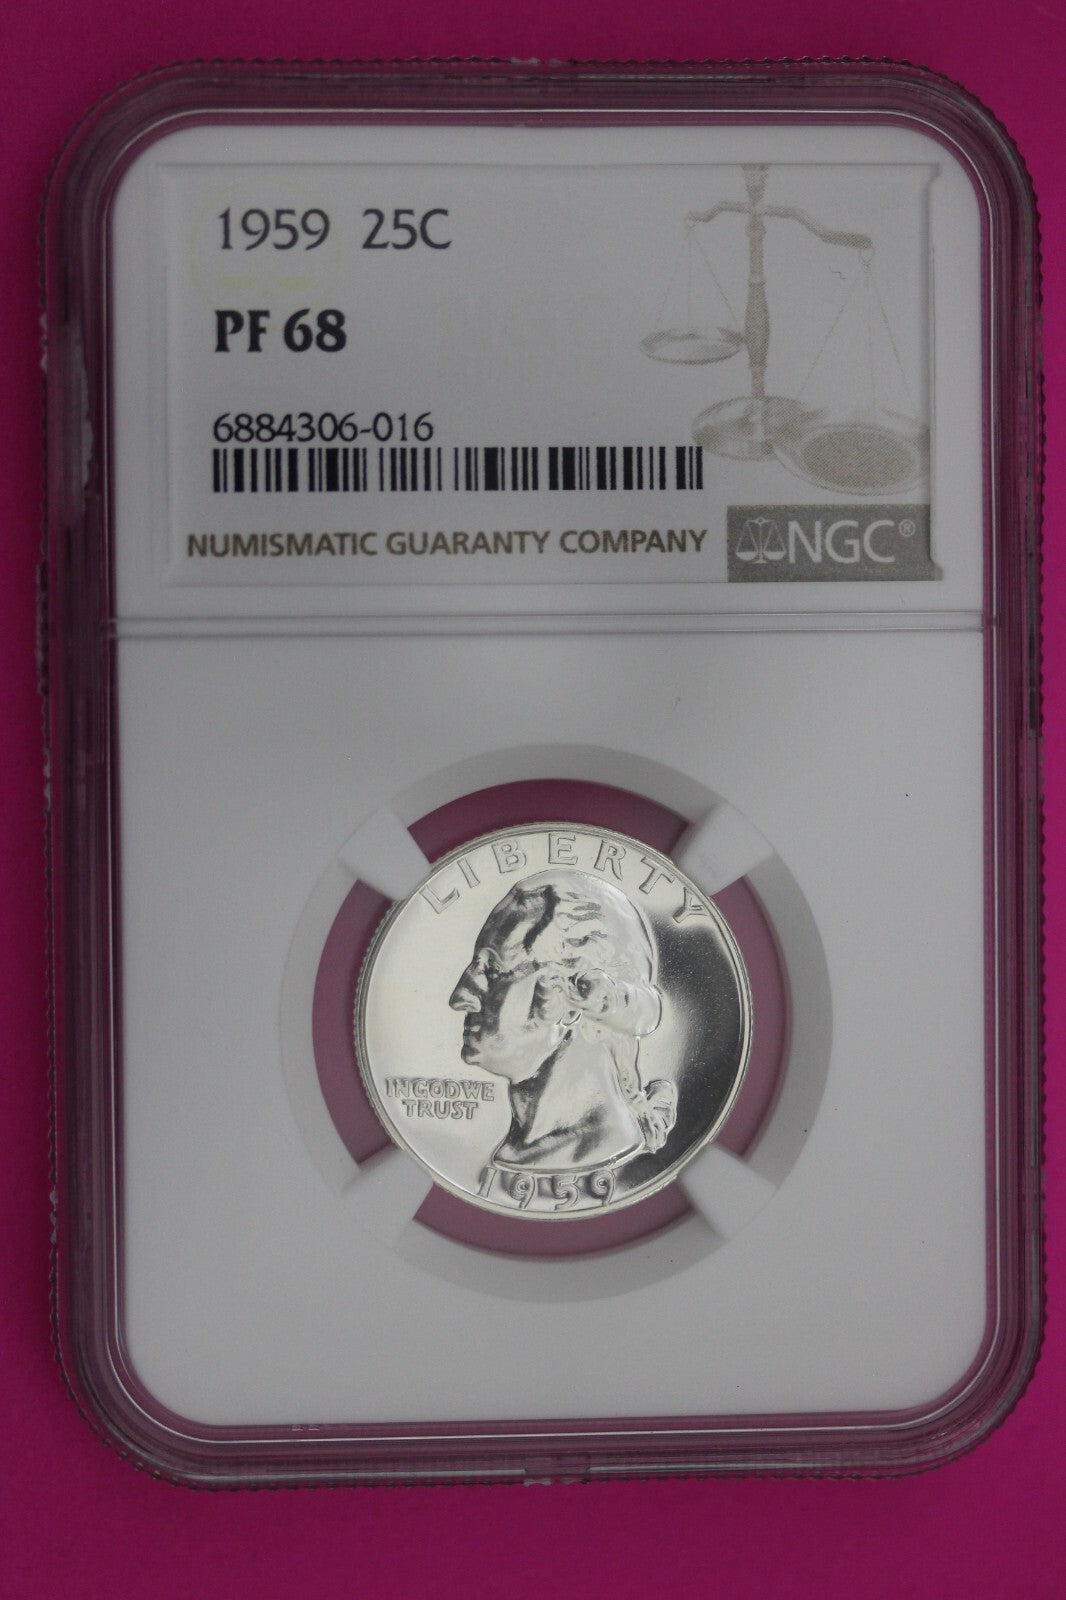 1959 25C
PF 68
6884306-016
NUMISMATIC GUARANTY COMPANY
NGC®
LIBERTY
IN GOD WE
TRUST
1959